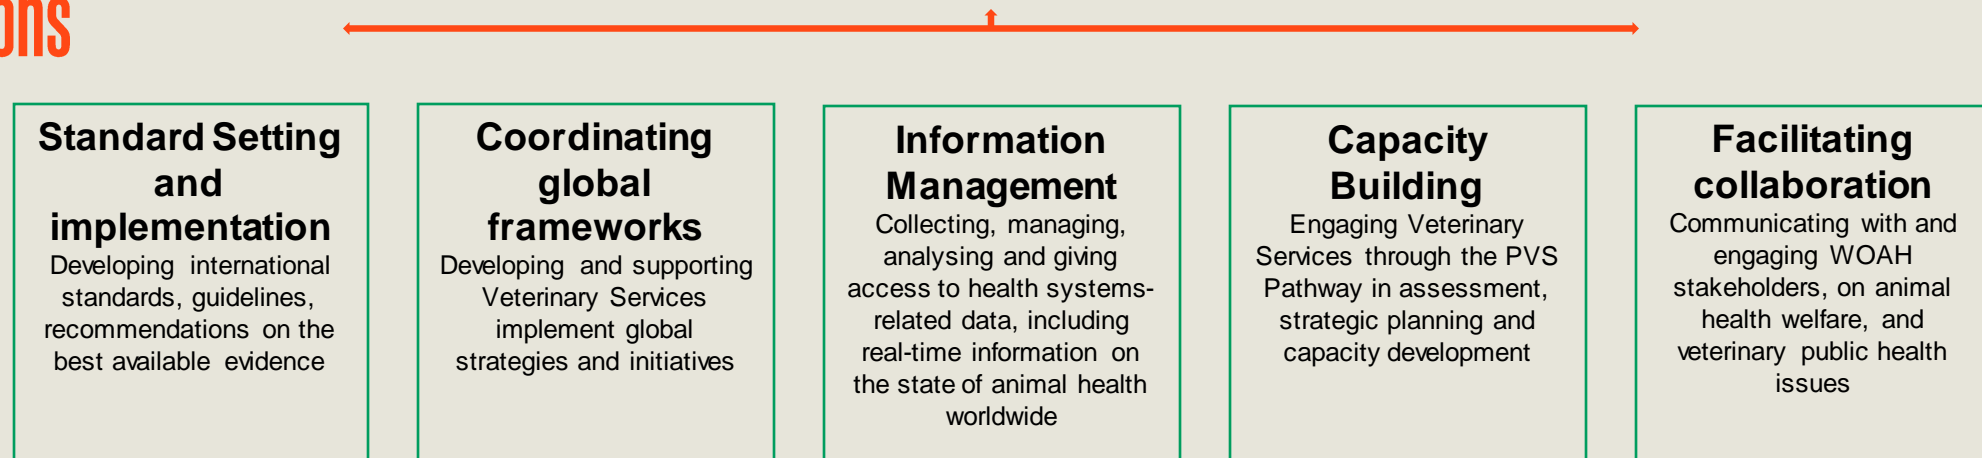 ons
Standard Setting
and
implementation
Developing international
standards, guidelines,
recommendations on the
best available evidence
Coordinating
global
frameworks
Developing and supporting
Veterinary Services
implement global
strategies and initiatives
Information
Management
Collecting, managing,
analysing and giving
access to health systems-
related data, including
real-time information on
the state of animal health
worldwide
Capacity
Building
Engaging Veterinary
Services through the PVS
Pathway in assessment,
strategic planning and
capacity development
Facilitating
collaboration
Communicating with and
engaging WOAH
stakeholders, on animal
health welfare, and
veterinary public health
issues